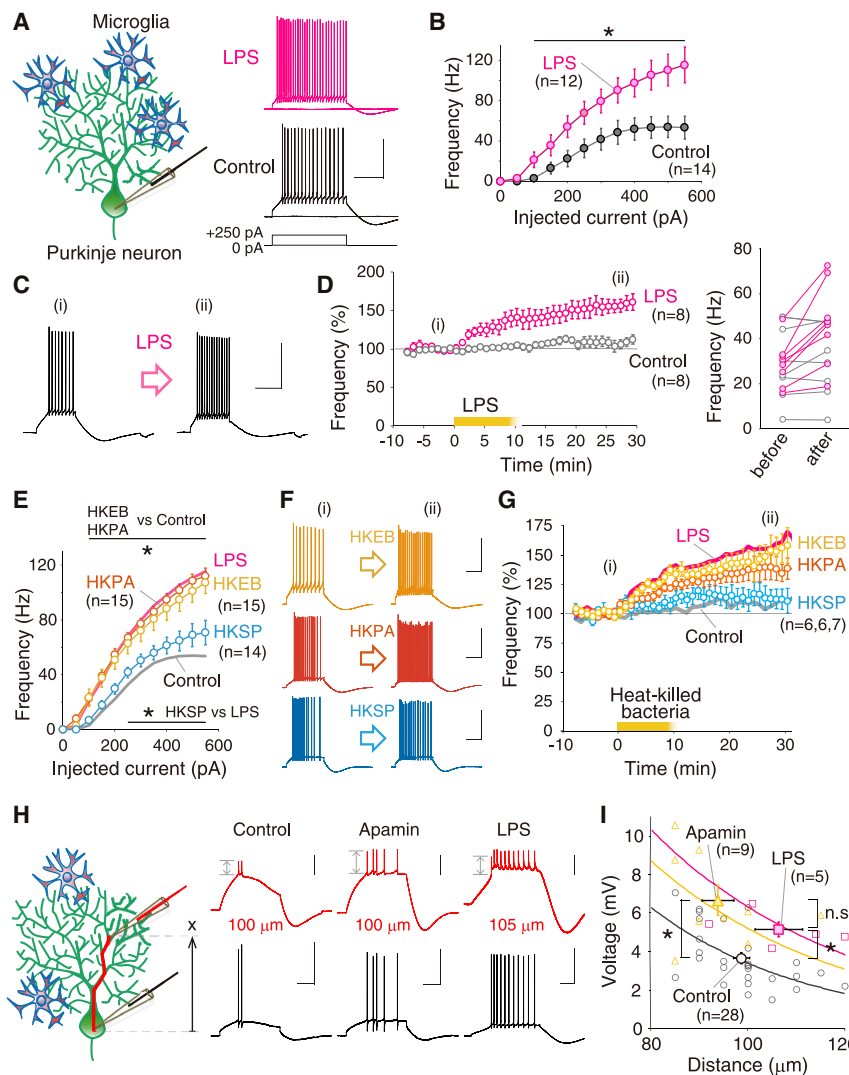 A
Microglia
Purkinje neuron
LPS
Control
+250 pA
0 pA
B
Frequency (Hz)
120
80
40
0
*
LPS
(n=12)
Control
(n=14)
0
200
400
600
Injected current (pA)
C
(i)
(ii)
LPS
D
Frequency (%)
200
150
100
50
0
(i)
(ii)
LPS
(n=8)
Control
(n=8)
LPS
-10
-5
0
5
10
15
20
25
30
Time (min)
Frequency (Hz)
80
60
40
20
0
before
after
E
HKEB
HKPA
vs Control
*
Frequency (Hz)
120
80
40
0
LPS
HKPA
(n=15)
HKEB
(n=15)
HKSP
(n=14)
Control
* HKSP vs LPS
0
200
400
600
Injected current (pA)
F
(i)
(ii)
HKEB
HKPA
HKSP
G
Frequency (%)
175
150
125
100
75
50
25
0
(i)
(ii)
LPS
HKEB
HKPA
HKSP
Control
(n=6,6,7)
Heat-killed
bacteria
-10
0
10
20
30
Time (min)
H
x
Control
Apamin
LPS
100 μm
100 μm
105 μm
I
Voltage (mV)
10
8
6
4
2
0
Apamin
(n=9)
LPS
(n=5)
n.s
*
*
Control
(n=28)
80
100
120
Distance (μm)